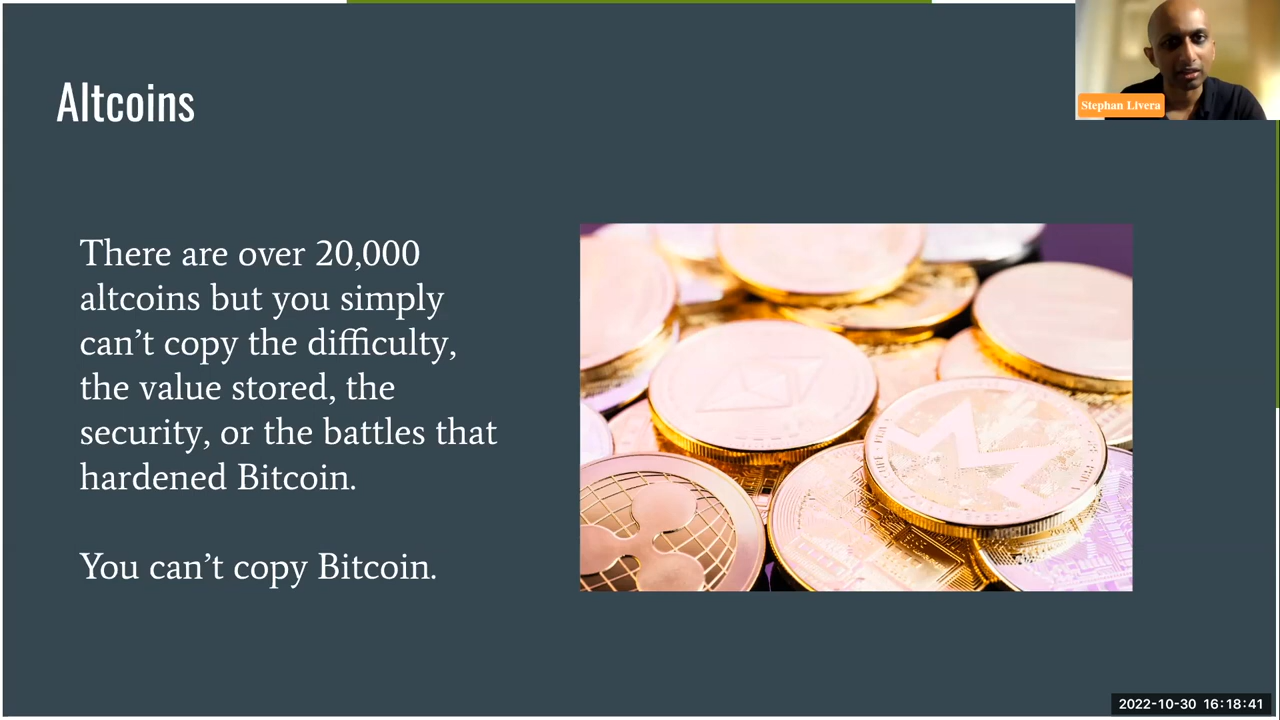 Altcoins
Stephan Livera
There are over 20,000
altcoins but you simply
can’t copy the difficulty,
the value stored, the
security, or the battles that
hardened Bitcoin.
You can’t copy Bitcoin.
2022-10-30 16:18:41